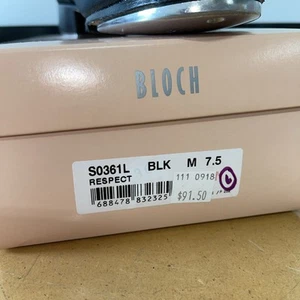 BLOCH
S0361L BLK M 7.5
RESPECT 111 0918
688478 832325
$91.50